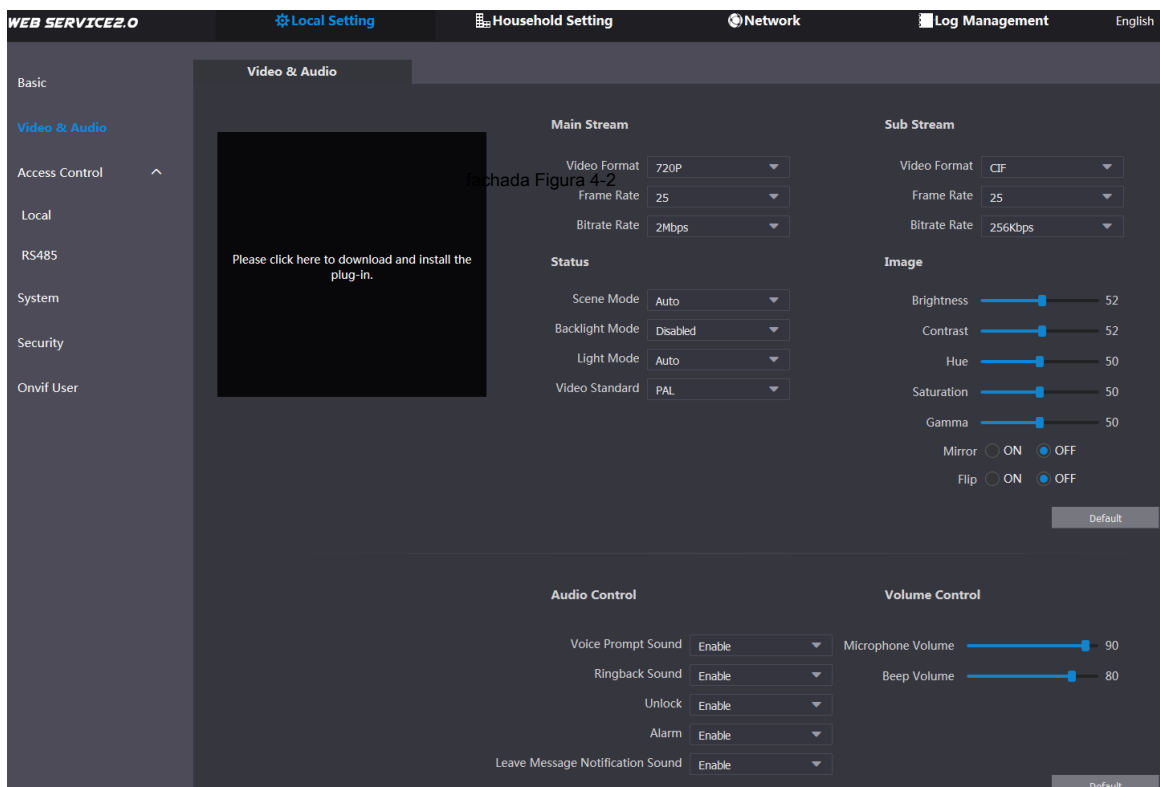 WEB SERVICE2.0
Local Setting
Household Setting
Network
Log Management
English
Basic
Video & Audio
Access Control
Local
RS485
System
Security
Onvif User
Video & Audio
Please click here to download and install the
plug-in.
fachada Figura 4-2
Main Stream
Video Format 720P
Frame Rate 25
Bitrate Rate 2Mbps
Sub Stream
Video Format CIF
Frame Rate 25
Bitrate Rate 256Kbps
Status
Scene Mode Auto
Backlight Mode Disabled
Light Mode Auto
Video Standard PAL
Image
Brightness 52
Contrast 52
Hue 50
Saturation 50
Gamma 50
Mirror ON OFF
Flip ON OFF
Default
Audio Control
Voice Prompt Sound Enable
Ringback Sound Enable
Unlock Enable
Alarm Enable
Leave Message Notification Sound Enable
Volume Control
Microphone Volume 90
Beep Volume 80
Default